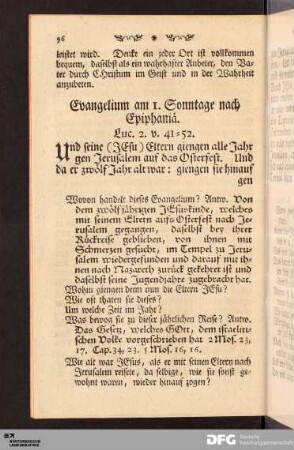 96
leistet wird. Denke ein jeder Ort ist vollkommen
bequem, daselbst als ein wahrhafter Anbeter, den Va-
ter durch CHristum im Geist und in der Wahrheit
anzubeten.
Evangelium am 1. Sonntage nach
Epiphaniä.
Luc. 2. v. 41-52.
Und seine (JEsu) Eltern giengen alle Jahr
gen Jerusalem auf das Osterfest. Und
da er zwölf Jahr alt war: giengen sie hinauf
gen
Wovon handelt dieses Evangelium? Antw. Von
dem zwölfjährigen JEsuskinde, welches
mit seinen Eltern aufs Osterfest nach Je-
rusalem gegangen, daselbst bey ihrer
Rückreise geblieben, von ihnen mit
Schmerzen gesucht, im Tempel zu Jeru-
salem wiedergefunden und darauf mit ih-
nen nach Nazareth zurück gekehret ist und
daselbst seine Jugendjahre zugebracht hat.
Wohin giengen denn nun die Eltern JEsu?
Wie oft thaten sie dieses?
Um welche Zeit im Jahr?
Was bewog sie zu dieser jährlichen Reise? Antw.
Das Gesetz, welches GOtt, dem israeliti-
schen Volke vorgeschrieben hat 2 Mos. 23,
17. Cap. 34, 23. 5 Mos. 16, 16.
Wie alt war JEsus, als er mit seinen Eltern nach
Jerusalem reisete, da selbige, wie sie sonst ge-
wohnt waren, wieder hinauf zogen?
DFG Deutsche
Forschungsgemeinschaft